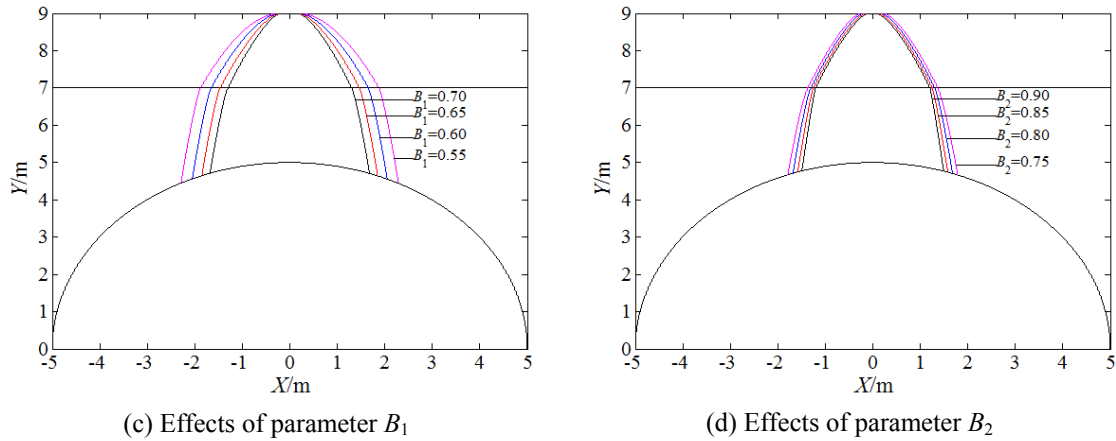 9
8
7
6
5
4
3
2
1
0
Y/m
B1=0.70
B1=0.65
B1=0.60
B1=0.55
-5 -4 -3 -2 -1 0 1 2 3 4 5
X/m
(c) Effects of parameter B1
9
8
7
6
5
4
3
2
1
0
Y/m
B2=0.90
B2=0.85
B2=0.80
B2=0.75
-5 -4 -3 -2 -1 0 1 2 3 4 5
X/m
(d) Effects of parameter B2